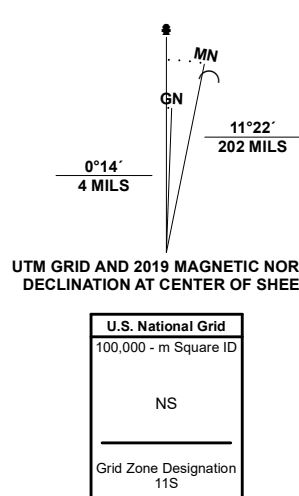 MN
GN
11°22´
202 MILS
0°14´
4 MILS
UTM GRID AND 2019 MAGNETIC NOR
DECLINATION AT CENTER OF SHEE
U.S. National Grid
100,000 - m Square ID
NS
Grid Zone Designation
11S